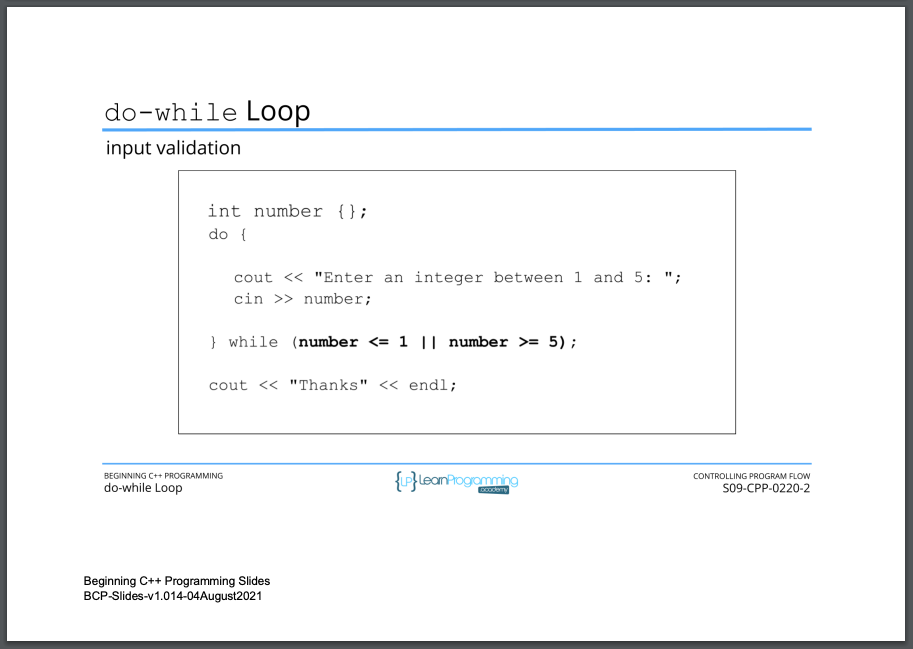 do-while Loop
input validation
int number {};
do {
cout << "Enter an integer between 1 and 5: ";
cin >> number;
} while (number <= 1 || number >= 5);
cout << "Thanks" << endl;
BEGINNING C++ PROGRAMMING
do-while Loop
{LP} LearnProgramming
academy
CONTROLLING PROGRAM FLOW
S09-CPP-0220-2
Beginning C++ Programming Slides
BCP-Slides-v1.014-04August2021